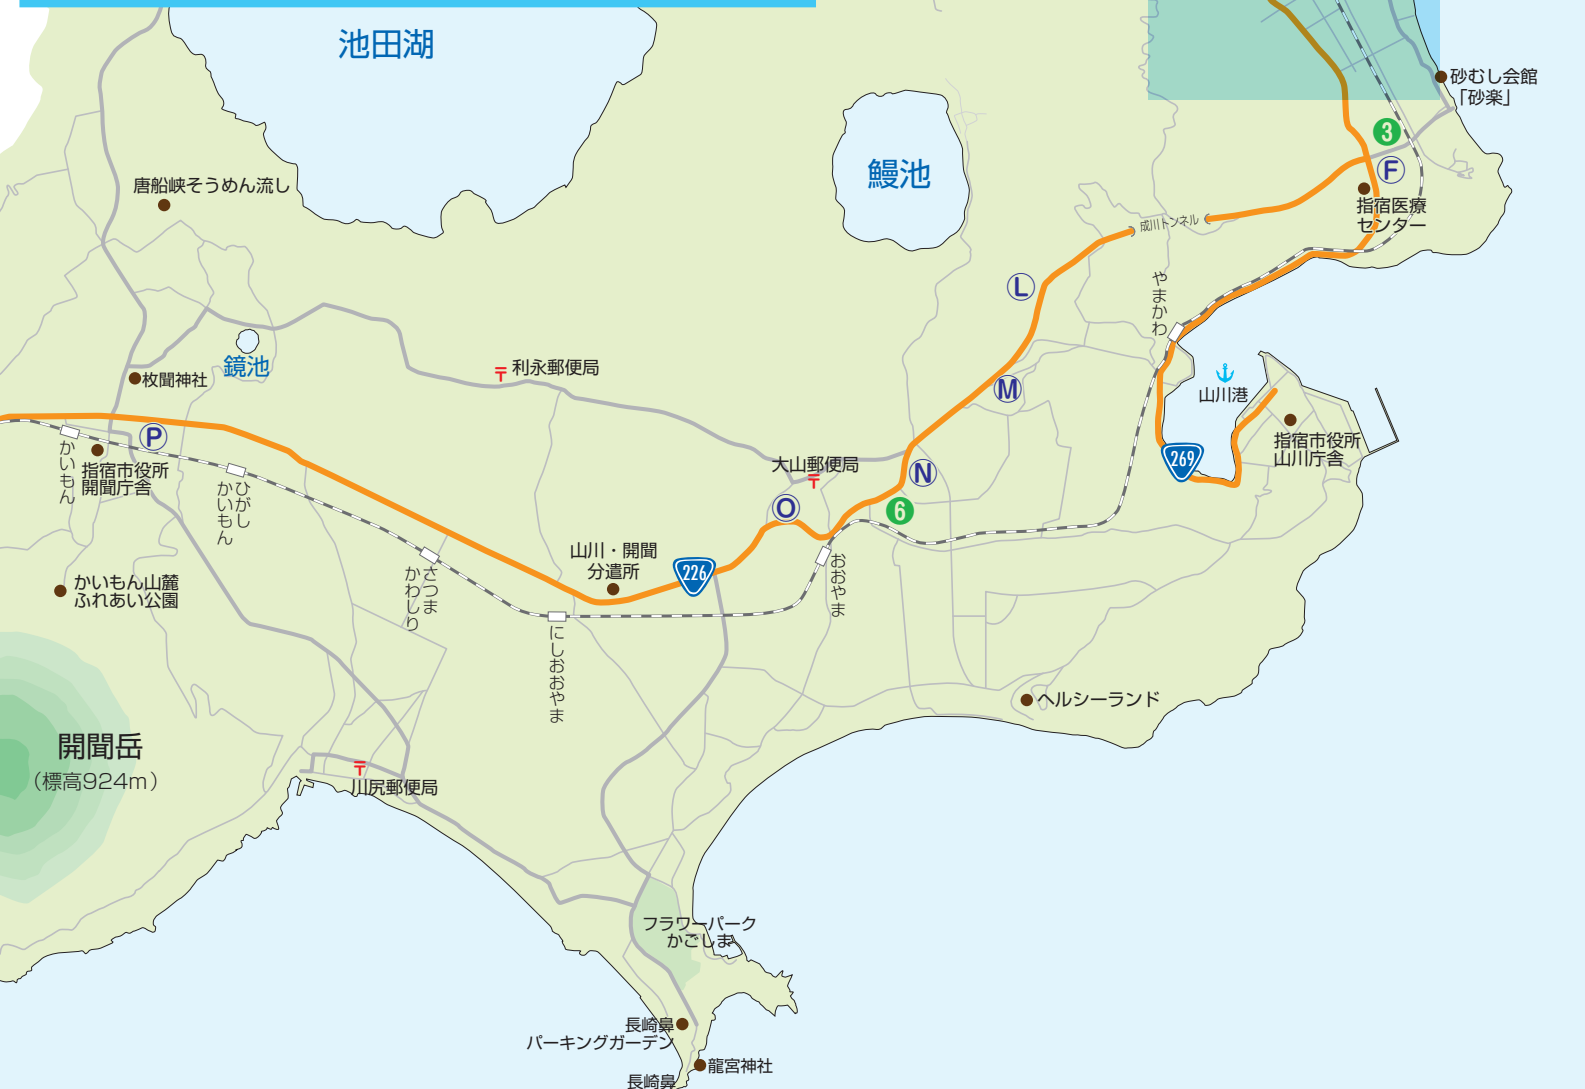 池田湖
砂むし会館
「砂楽」
3
F
鰻池
唐船峡そうめん流し
指宿医療
センター
成川トンネル
L
やまかわ
鏡池
利永郵便局
枚聞神社
M
山川港
P
かいもん
指宿市役所
開聞庁舎
ひがし
かいもん
大山郵便局
N
269
指宿市役所
山川庁舎
O
6
山川・開聞
分遣所
226
おおやま
さつま
かわしり
かいもん山麓
ふれあい公園
にしおおやま
ヘルシーランド
開聞岳
（標高924m）
川尻郵便局
フラワーパーク
かごしま
長崎鼻
パーキングガーデン
龍宮神社
長崎鼻